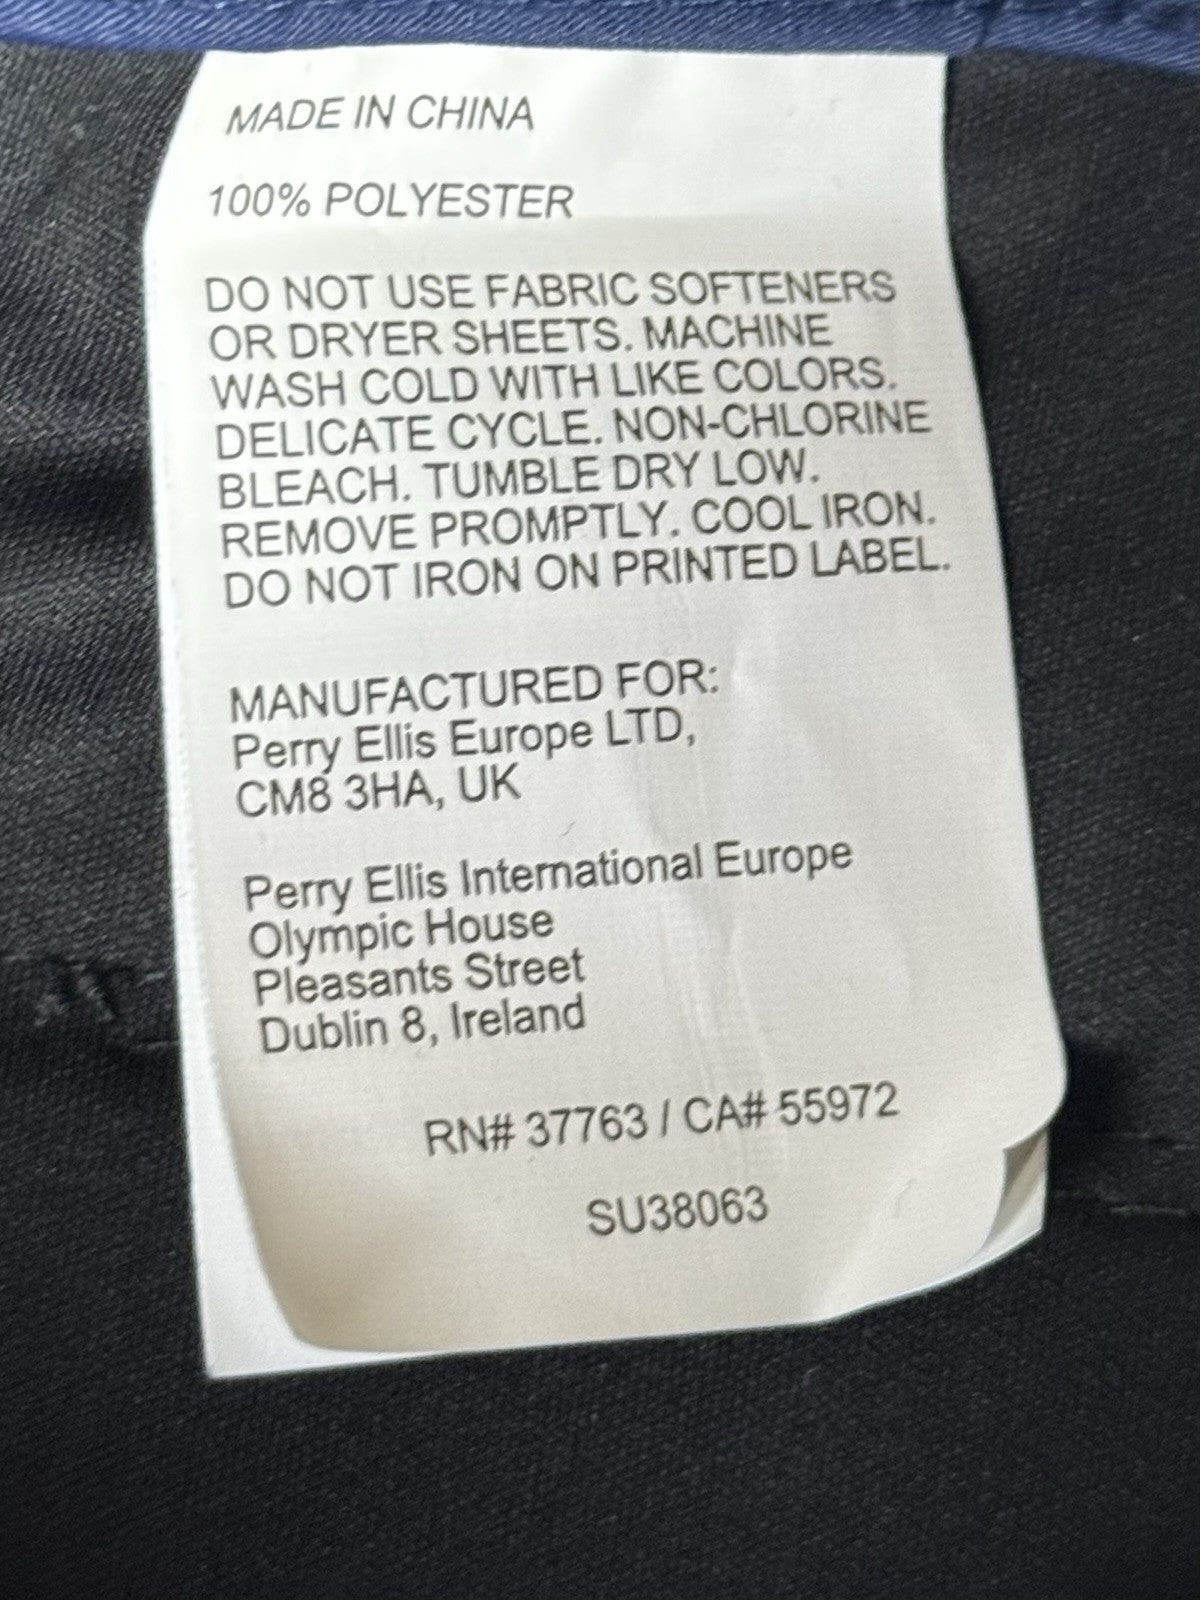 MADE IN CHINA
100% POLYESTER
DO NOT USE FABRIC SOFTENERS
OR DRYER SHEETS. MACHINE
WASH COLD WITH LIKE COLORS.
DELICATE CYCLE. NON-CHLORINE
BLEACH. TUMBLE DRY LOW.
REMOVE PROMPTLY. COOL IRON.
DO NOT IRON ON PRINTED LABEL.
MANUFACTURED FOR:
Perry Ellis Europe LTD,
CM8 3HA, UK
Perry Ellis International Europe
Olympic House
Pleasants Street
Dublin 8, Ireland
RN# 37763 / CA# 55972
SU38063